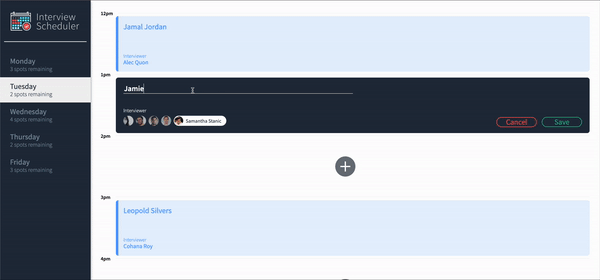 Interview
Scheduler
Monday
3 spots remaining
Tuesday
2 spots remaining
Wednesday
4 spots remaining
Thursday
2 spots remaining
Friday
3 spots remaining
12pm
Jamal Jordan
Interviewer
Alec Quon
1pm
Jamie
Interviewer
Samantha Stanic
Cancel
Save
2pm
3pm
Leopold Silvers
Interviewer
Cohana Roy
4pm